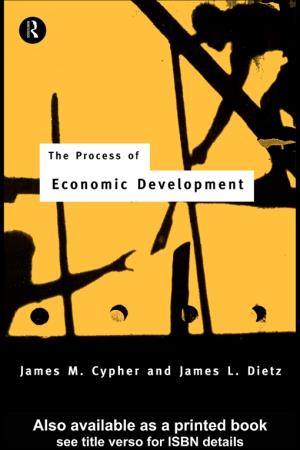 R
The Process of
Economic Development
James M. Cypher and James L. Dietz
Also available as a printed book
see title verso for ISBN details